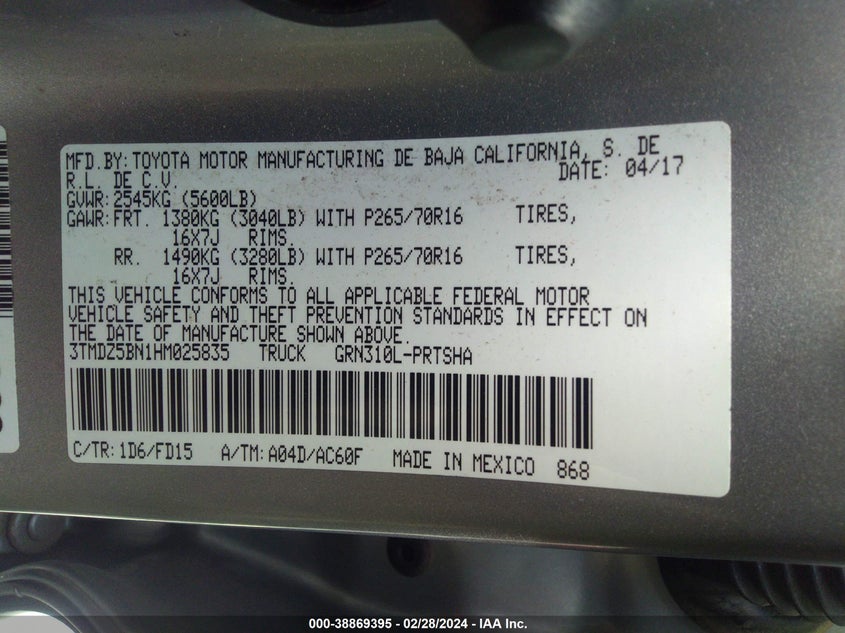 MFD.BY:TOYOTA MOTOR MANUFACTURING DE BAJA CALIFORNIA, S. DE
R.L. DE C.V. DATE: 04/17
GVWR:2545KG (5600LB)
GAWR:FRT. 1380KG (3040LB) WITH P265/70R16 TIRES,
16X7J RIMS.
RR. 1490KG (3280LB) WITH P265/70R16 TIRES,
16X7J RIMS.
THIS VEHICLE CONFORMS TO ALL APPLICABLE FEDERAL MOTOR
VEHICLE SAFETY AND THEFT PREVENTION STANDARDS IN EFFECT ON
THE DATE OF MANUFACTURE SHOWN ABOVE.
3TMDZ5BN1HM025835 TRUCK GRN310L-PRTSHA
C/TR:1D6/FD15 A/TM:A04D/AC60F MADE IN MEXICO 868
000-38869395 - 02/28/2024 - IAA Inc.